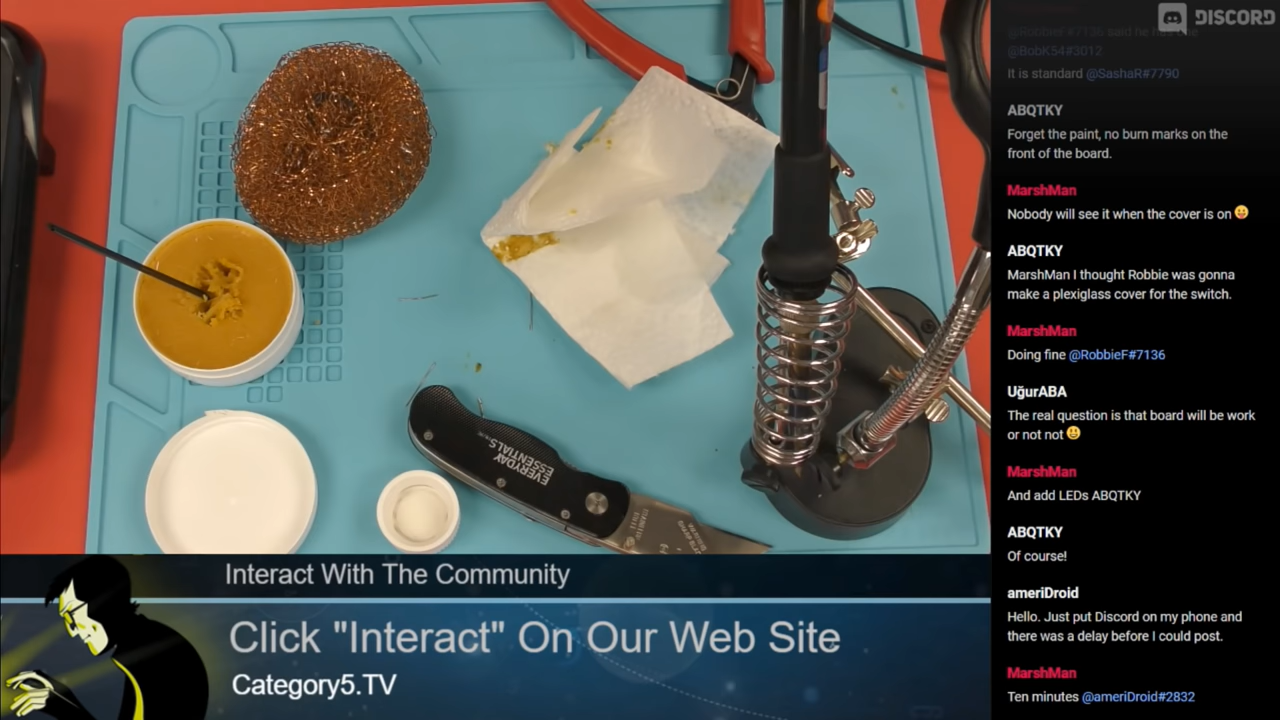 DISCORD
@BobK54#3012
It is standard @SashaR#7790
ABQTKY
Forget the paint, no burn marks on the
front of the board.
MarshMan
Nobody will see it when the cover is on
ABQTKY
MarshMan I thought Robbie was gonna
make a plexiglass cover for the switch.
MarshMan
Doing fine @RobbieF#7136
UğurABA
The real question is that board will be work
or not not
MarshMan
And add LEDs ABQTKY
ABQTKY
Of course!
ameriDroid
Hello. Just put Discord on my phone and
there was a delay before I could post.
MarshMan
Ten minutes @ameriDroid#2832
EVERYDAY
ESSENTIALS
Interact With The Community
Click "Interact" On Our Web Site
Category5.TV